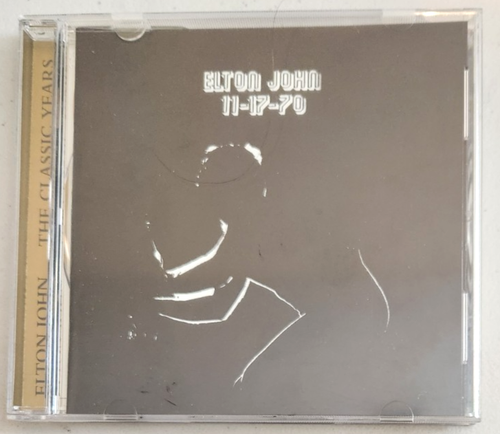 ELTON JOHN
11-17-70
ELTON JOHN THE CLASSIC YEARS